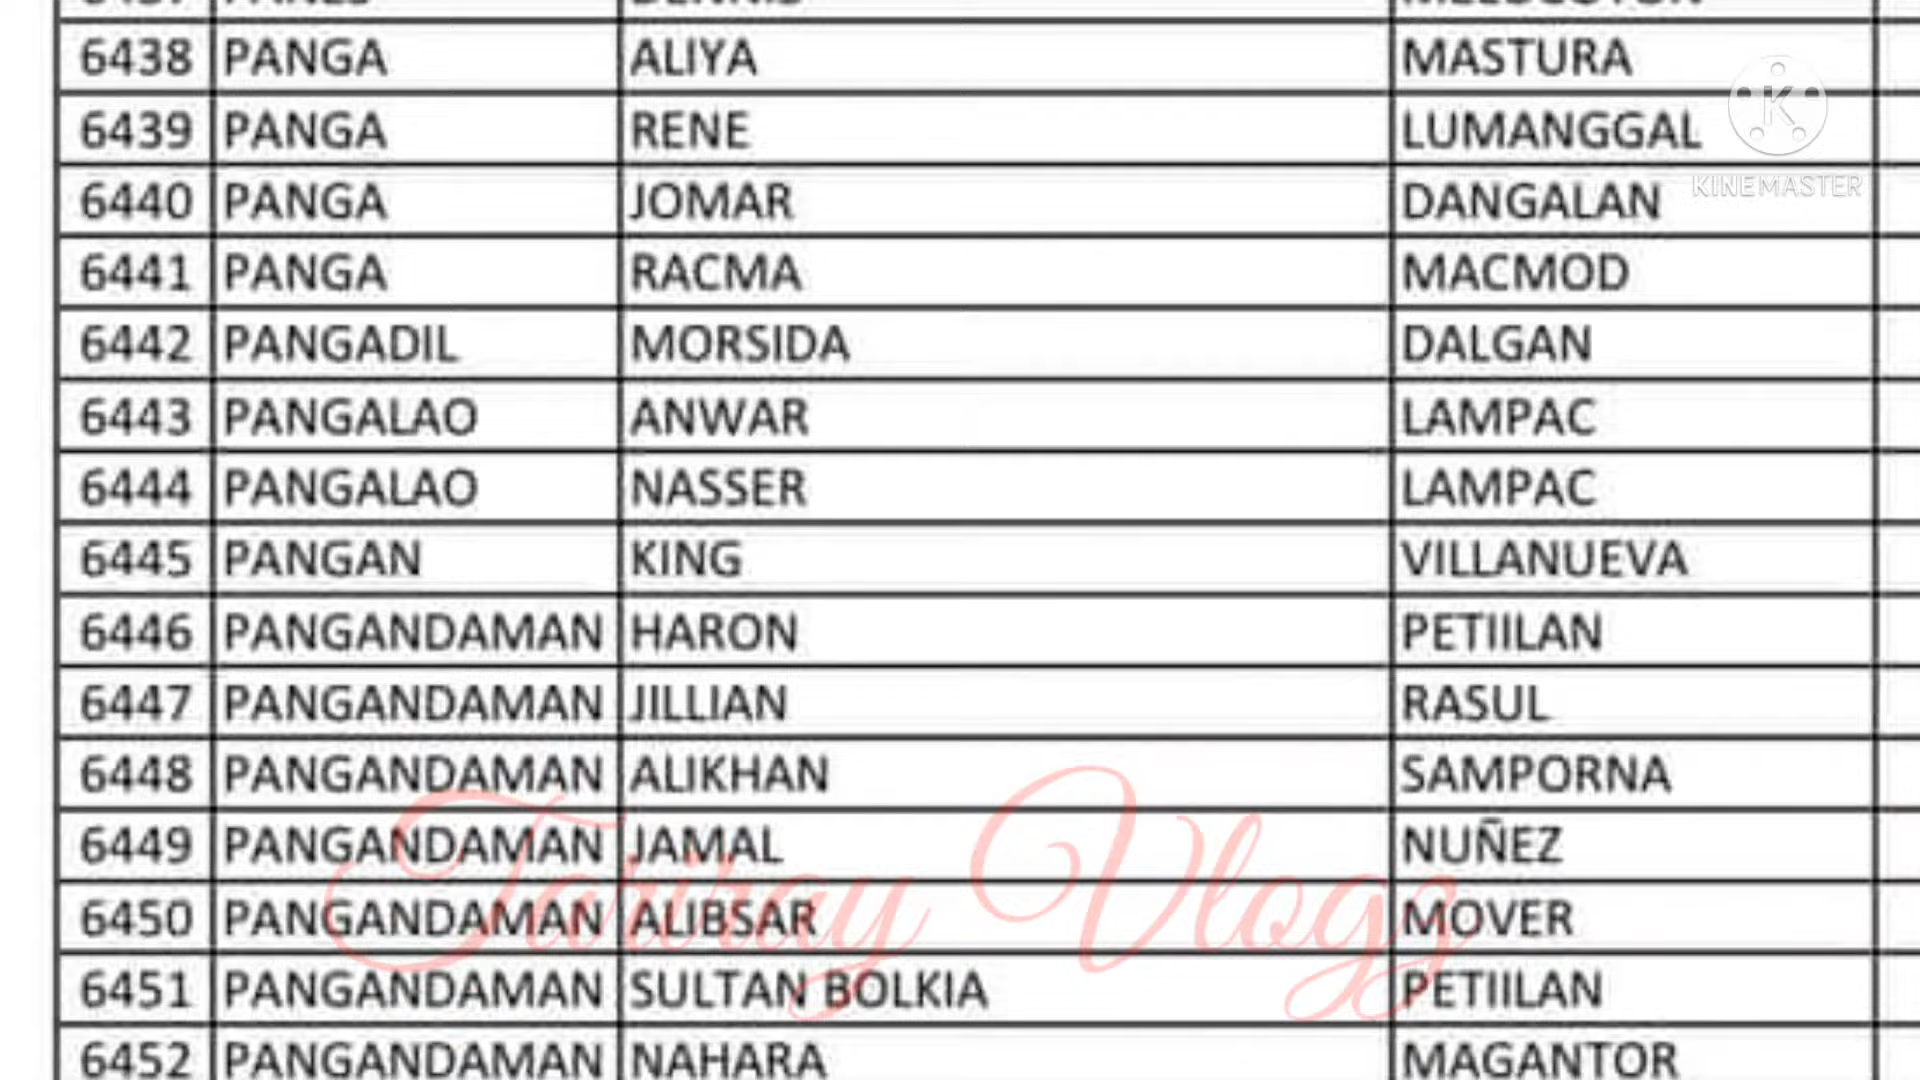 6438 PANGA ALIYA MASTURA
6439 PANGA RENE LUMANGGAL
KINEMASTER
6440 PANGA JOMAR DANGALAN
6441 PANGA RACMA MACMOD
6442 PANGADIL MORSIDA DALGAN
6443 PANGALAO ANWAR LAMPAC
6444 PANGALAO NASSER LAMPAC
6445 PANGAN KING VILLANUEVA
6446 PANGANDAMAN HARON PETIILAN
6447 PANGANDAMAN JILLIAN RASUL
6448 PANGANDAMAN ALIKHAN SAMPORNA
6449 PANGANDAMAN JAMAL NUÑEZ
Vlogz
6450 PANGANDAMAN ALIBSAR MOVER
6451 PANGANDAMAN SULTAN BOLKIA PETIILAN
6452 PANGANDAMAN NAHARA MAGANTOR